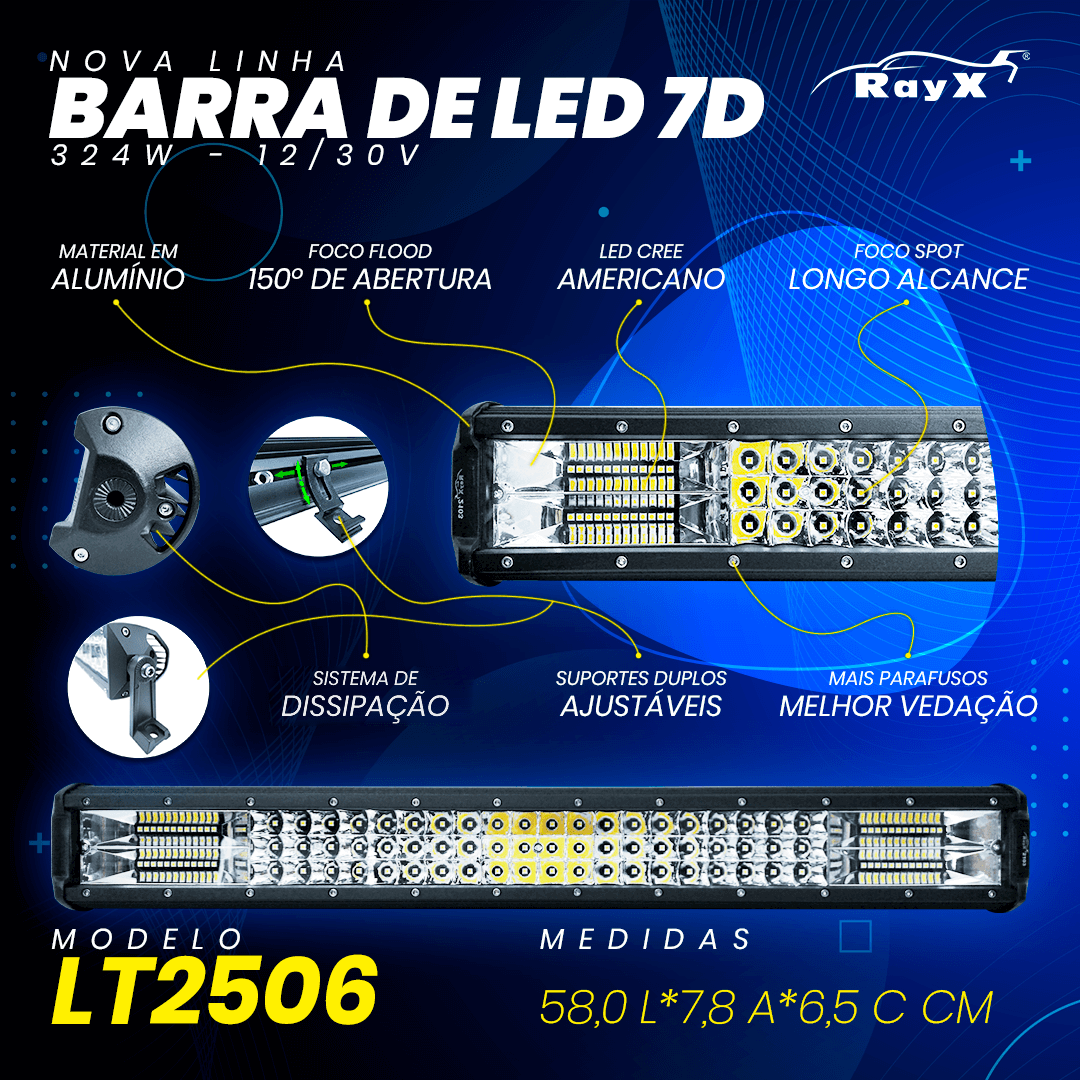 NOVA LINHA
BARRA DE LED 7D
324W - 12/30V
RayX®
MATERIAL EM
ALUMÍNIO
FOCO FLOOD
150º DE ABERTURA
LED CREE
AMERICANO
FOCO SPOT
LONGO ALCANCE
SISTEMA DE
DISSIPAÇÃO
SUPORTES DUPLOS
AJUSTÁVEIS
MAIS PARAFUSOS
MELHOR VEDAÇÃO
MODELO
LT2506
MEDIDAS
58,0 L*7,8 A*6,5 C CM